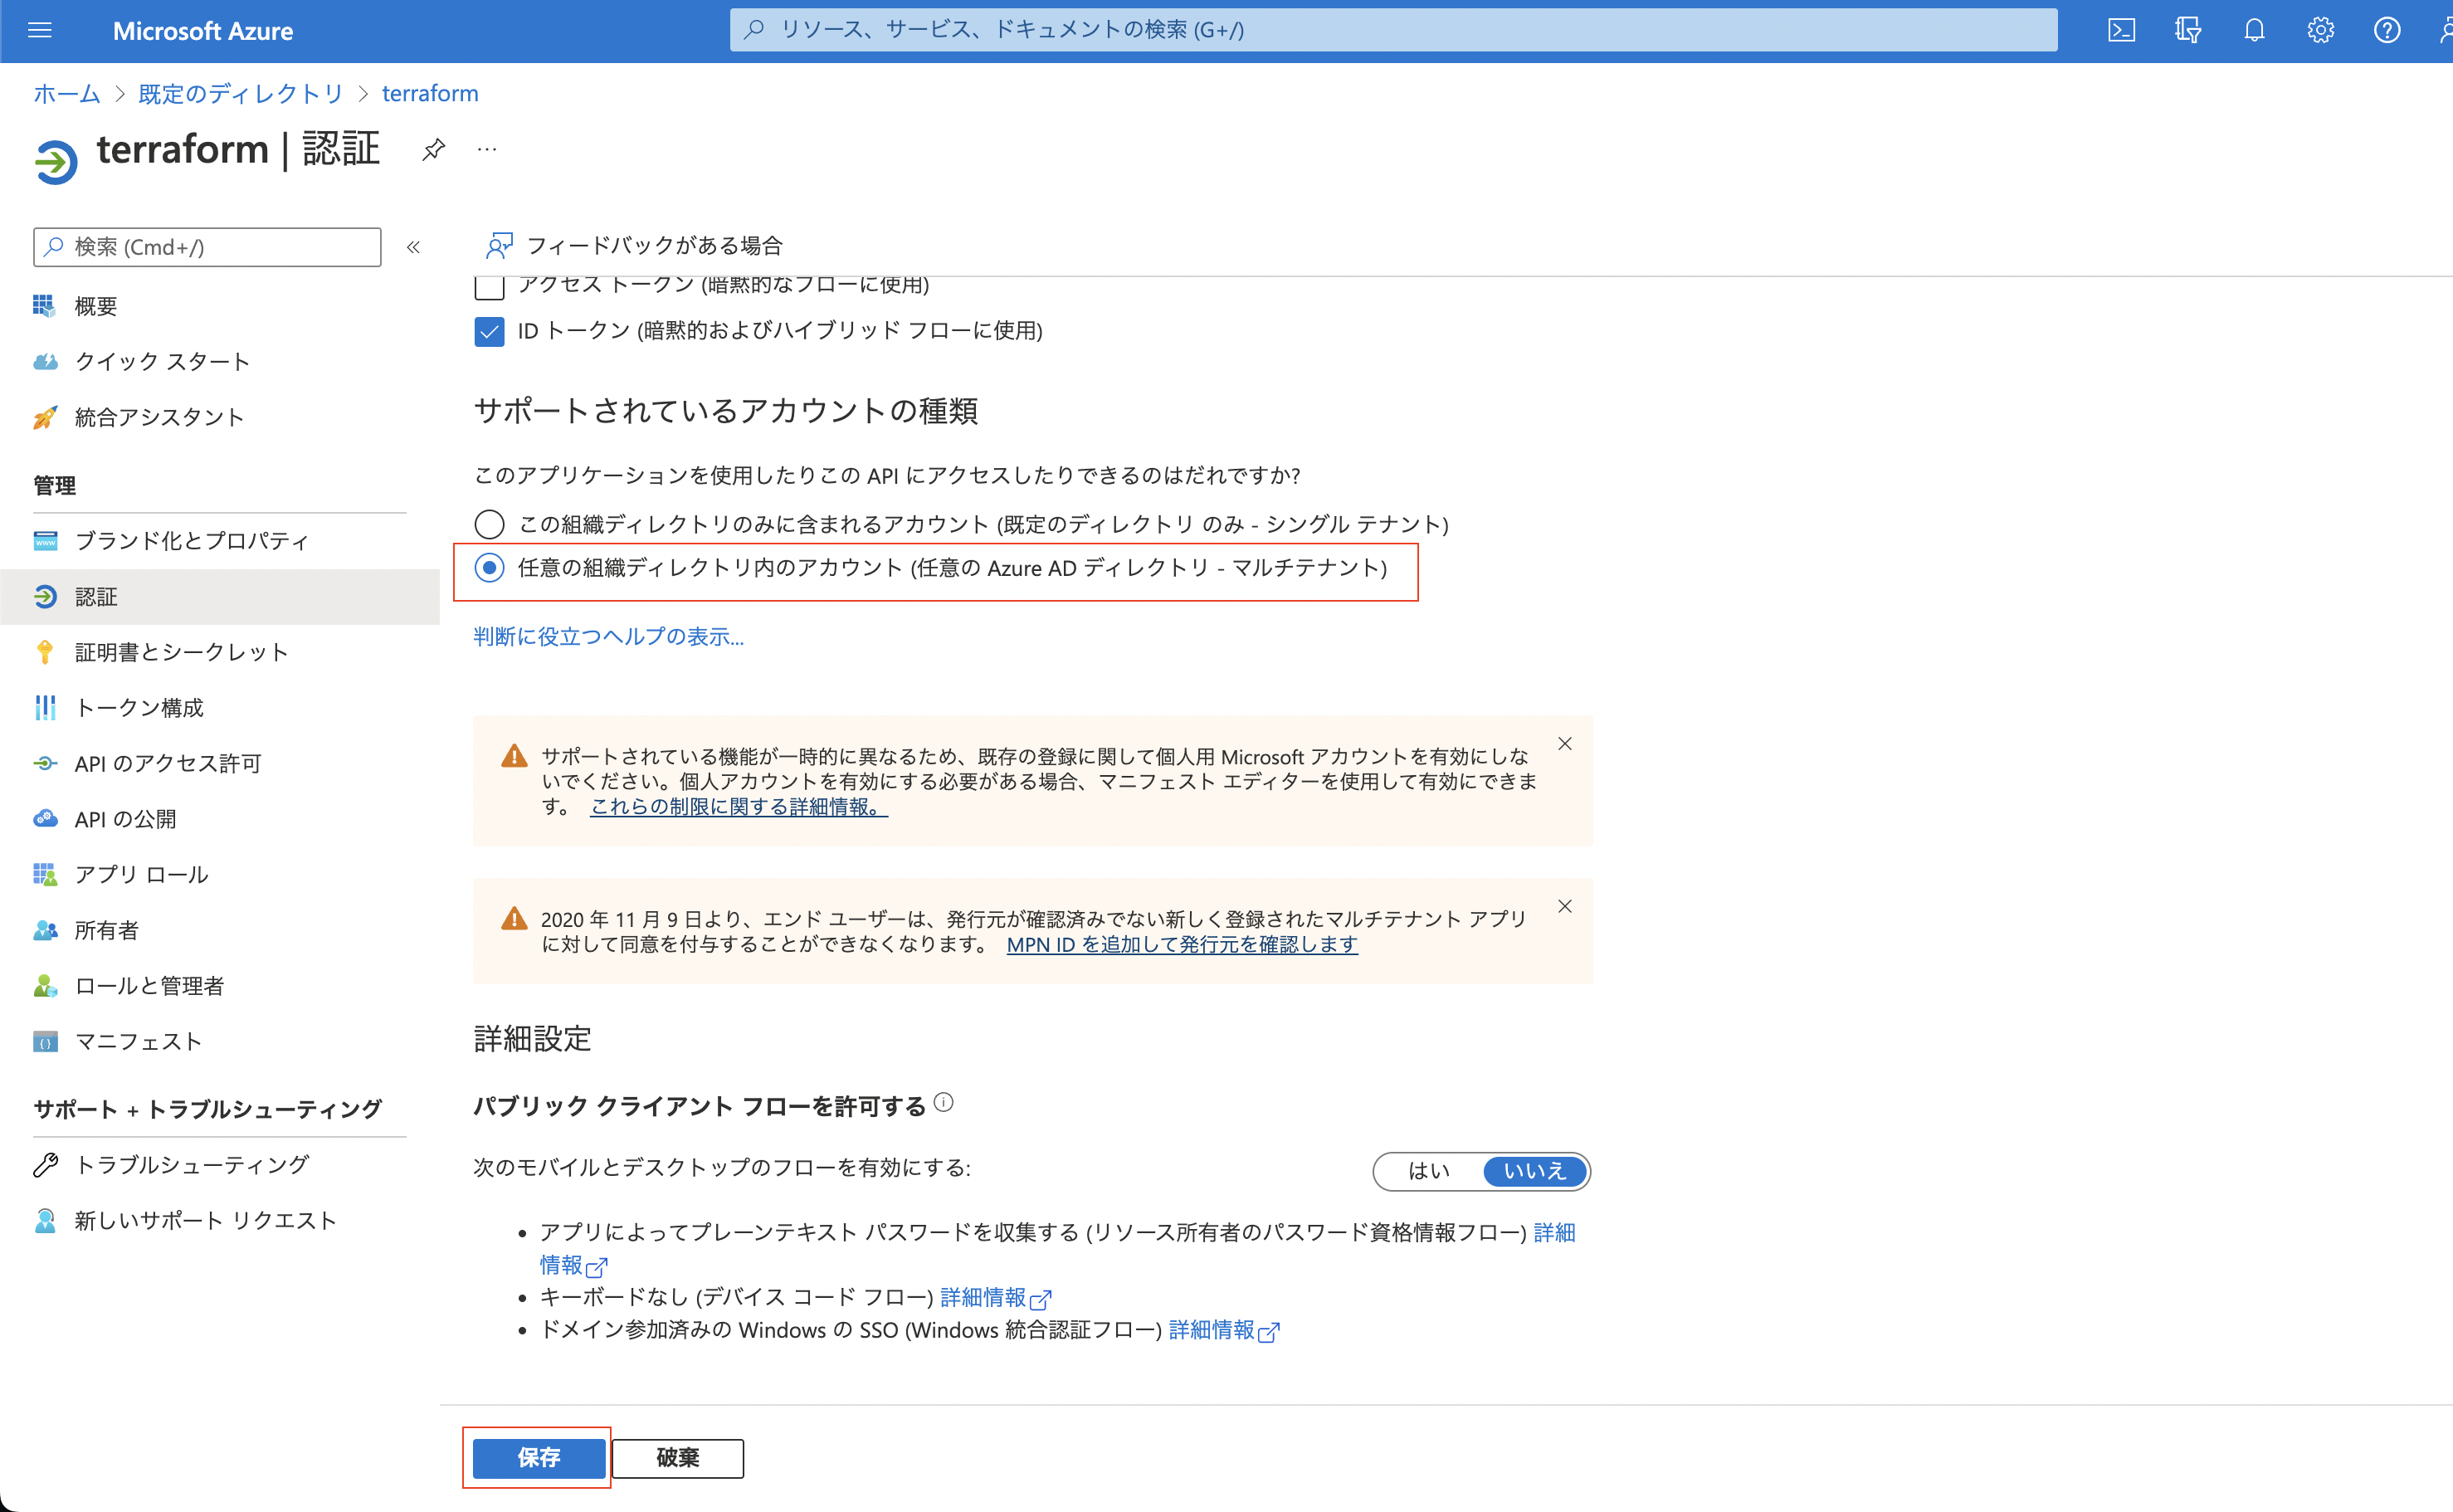 Microsoft Azure
リソース、サービス、ドキュメントの検索 (G+/)
ホーム > 既定のディレクトリ > terraform
terraform | 認証
検索 (Cmd+/)
概要
クイック スタート
統合アシスタント
管理
ブランド化とプロパティ
認証
証明書とシークレット
トークン構成
API のアクセス許可
API の公開
アプリ ロール
所有者
ロールと管理者
マニフェスト
サポート + トラブルシューティング
トラブルシューティング
新しいサポート リクエスト
フィードバックがある場合
アクセス トークン (暗黙的なフローに使用)
ID トークン (暗黙的およびハイブリッド フローに使用)
サポートされているアカウントの種類
このアプリケーションを使用したりこの API にアクセスしたりできるのはだれですか?
この組織ディレクトリのみに含まれるアカウント (既定のディレクトリ のみ - シングル テナント)
任意の組織ディレクトリ内のアカウント (任意の Azure AD ディレクトリ - マルチテナント)
判断に役立つヘルプの表示...
サポートされている機能が一時的に異なるため、既存の登録に関して個人用 Microsoft アカウントを有効にしな
いでください。個人アカウントを有効にする必要がある場合、マニフェスト エディターを使用して有効にできま
す。 これらの制限に関する詳細情報。
2020 年 11 月 9 日より、エンド ユーザーは、発行元が確認済みでない新しく登録されたマルチテナント アプリ
に対して同意を付与することができなくなります。 MPN ID を追加して発行元を確認します
詳細設定
パブリック クライアント フローを許可する
次のモバイルとデスクトップのフローを有効にする:
はい いいえ
アプリによってプレーンテキスト パスワードを収集する (リソース所有者のパスワード資格情報フロー) 詳細
情報
キーボードなし (デバイス コード フロー) 詳細情報
ドメイン参加済みの Windows の SSO (Windows 統合認証フロー) 詳細情報
保存 破棄